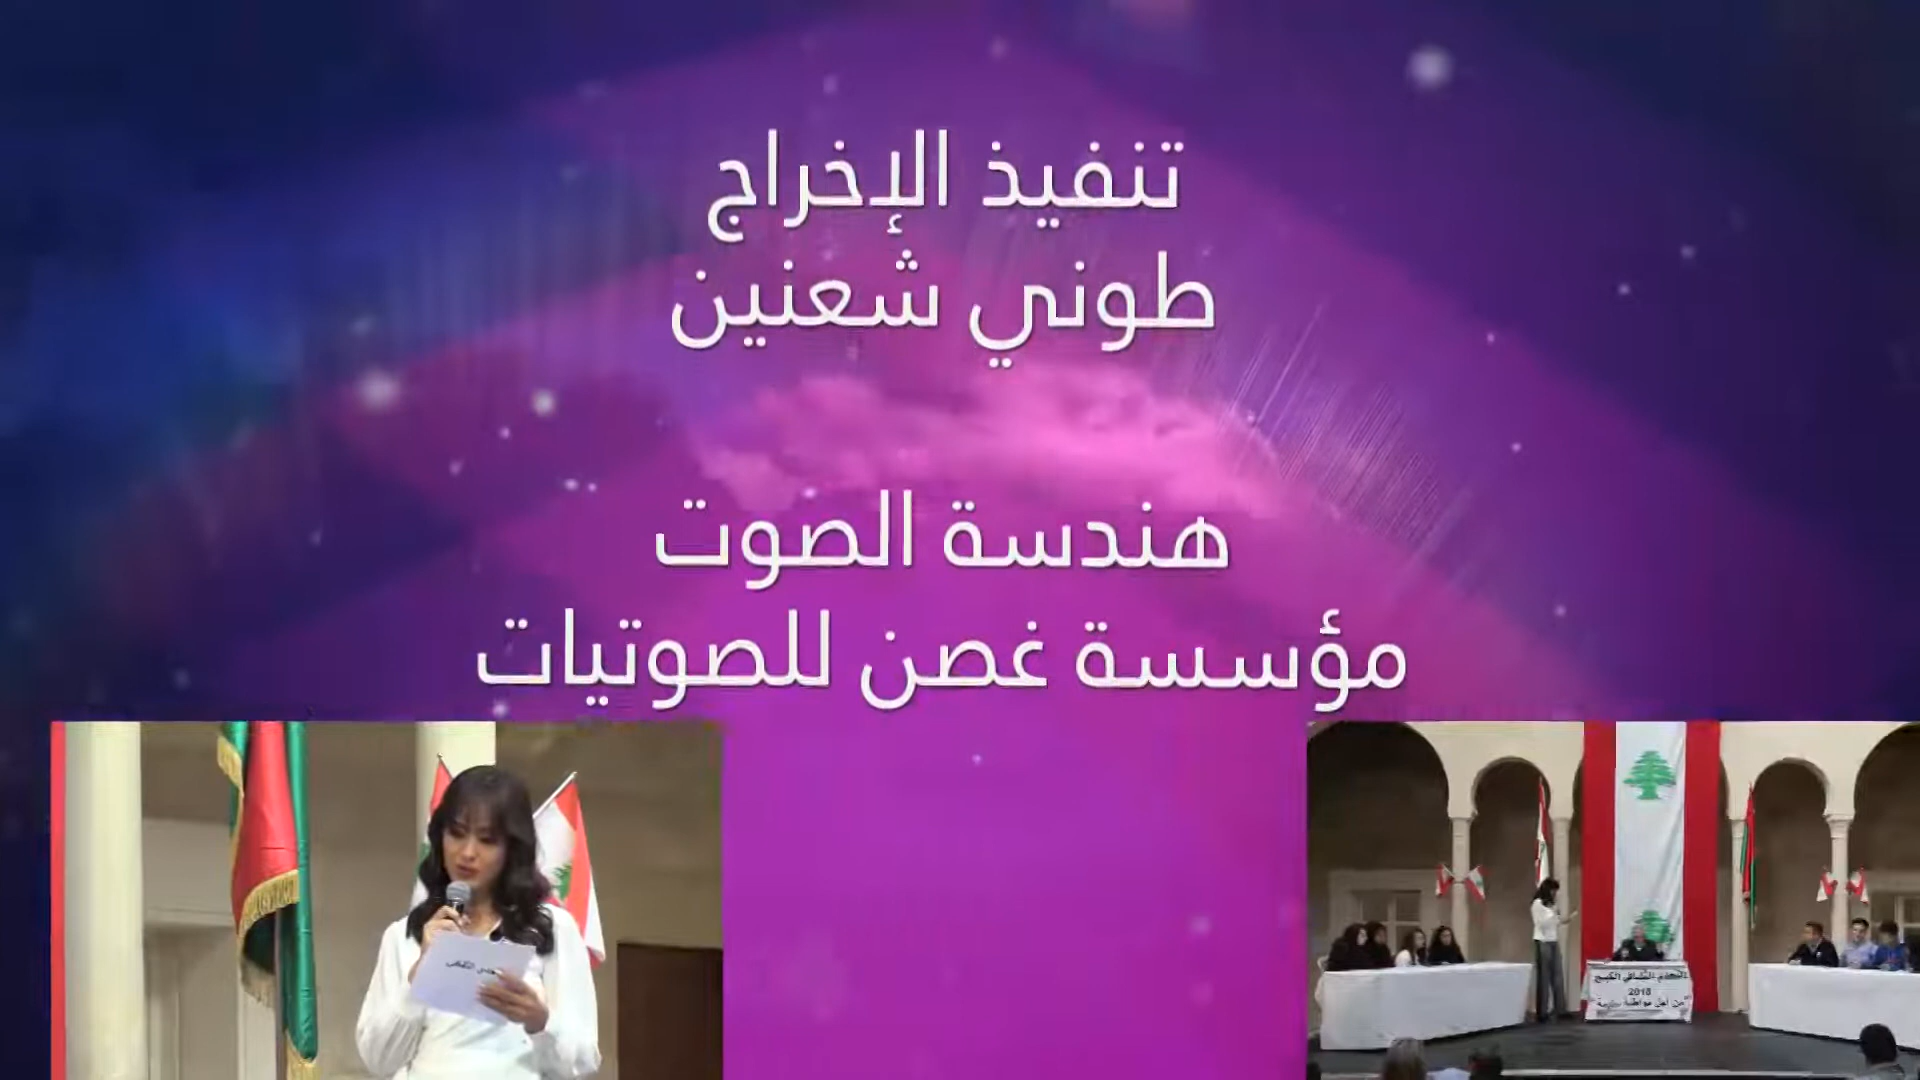 تنفيذ الإخراج
طوني شعنين
هندسة الصوت
مؤسسة غصن للصوتيات
2018